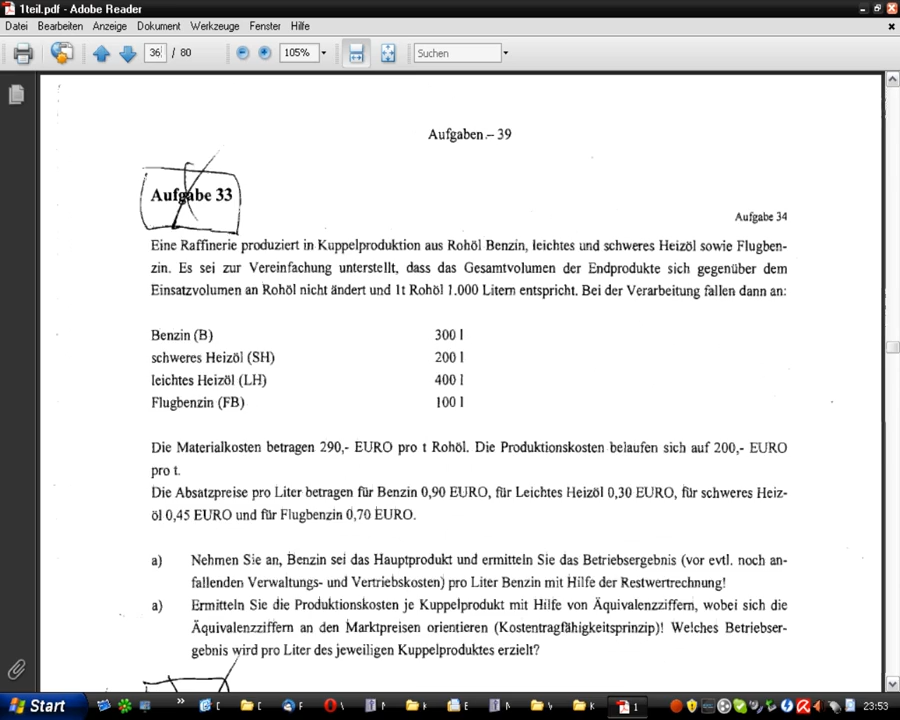 1teil.pdf - Adobe Reader
Datei Bearbeiten Anzeige Dokument Werkzeuge Fenster Hilfe
36 / 80 105% Suchen
Aufgaben – 39
Aufgabe 33
Aufgabe 34
Eine Raffinerie produziert in Kuppelproduktion aus Rohöl Benzin, leichtes und schweres Heizöl sowie Flugben-
zin. Es sei zur Vereinfachung unterstellt, dass das Gesamtvolumen der Endprodukte sich gegenüber dem
Einsatzvolumen an Rohöl nicht ändert und 1t Rohöl 1.000 Litern entspricht. Bei der Verarbeitung fallen dann an:
Benzin (B) 300 l
schweres Heizöl (SH) 200 l
leichtes Heizöl (LH) 400 l
Flugbenzin (FB) 100 l
Die Materialkosten betragen 290,- EURO pro t Rohöl. Die Produktionskosten belaufen sich auf 200,- EURO
pro t.
Die Absatzpreise pro Liter betragen für Benzin 0,90 EURO, für Leichtes Heizöl 0,30 EURO, für schweres Heiz-
öl 0,45 EURO und für Flugbenzin 0,70 EURO.
a) Nehmen Sie an, Benzin sei das Hauptprodukt und ermitteln Sie das Betriebsergebnis (vor evtl. noch an-
fallenden Verwaltungs- und Vertriebskosten) pro Liter Benzin mit Hilfe der Restwertrechnung!
a) Ermitteln Sie die Produktionskosten je Kuppelprodukt mit Hilfe von Äquivalenzziffern, wobei sich die
Äquivalenzziffern an den Marktpreisen orientieren (Kostentragfähigkeitsprinzip)! Welches Betriebser-
gebnis wird pro Liter des jeweiligen Kuppelproduktes erzielt?
Start 1 23:53